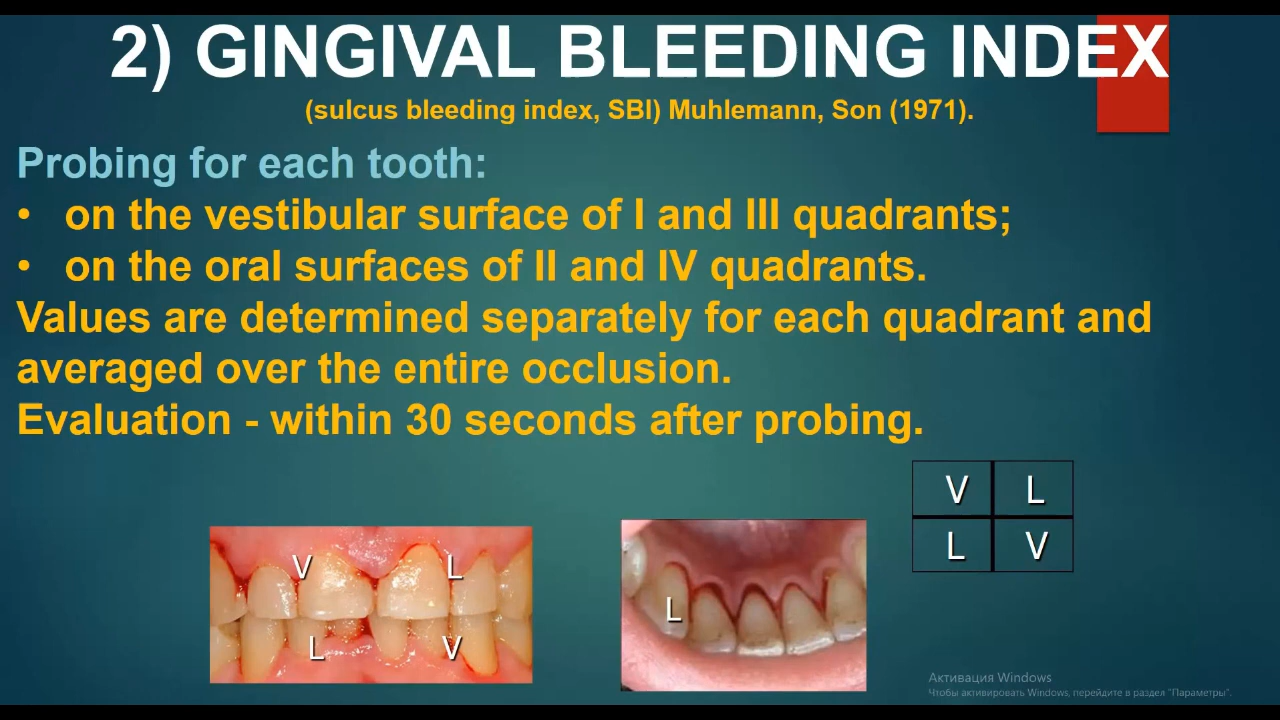 2) GINGIVAL BLEEDING INDEX
(sulcus bleeding index, SBI) Muhlemann, Son (1971).
Probing for each tooth:
• on the vestibular surface of I and III quadrants;
• on the oral surfaces of II and IV quadrants.
Values are determined separately for each quadrant and
averaged over the entire occlusion.
Evaluation - within 30 seconds after probing.
V L
L V
V L
L V
L
Активация Windows
Чтобы активировать Windows, перейдите в раздел "Параметры".